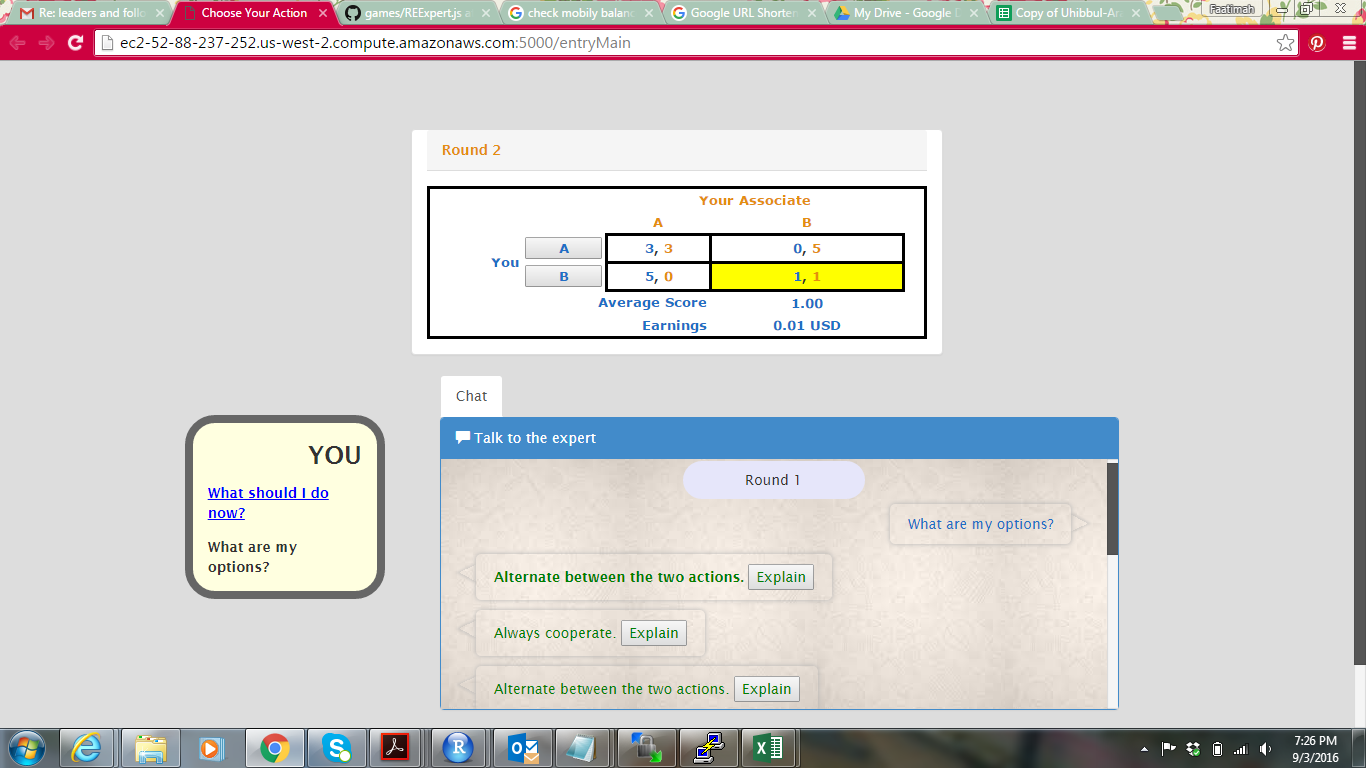 Re: leaders and follo
Choose Your Action
games/REExpert.js a
check mobily balanc
Google URL Shorten
My Drive - Google D
Copy of Uhibbul-Ar
Faatimah
ec2-52-88-237-252.us-west-2.compute.amazonaws.com:5000/entryMain
Round 2
Your Associate
A B
You
A 3, 3 0, 5
B 5, 0 1, 1
Average Score 1.00
Earnings 0.01 USD
Chat
Talk to the expert
YOU
What should I do
now?
What are my
options?
Round 1
What are my options?
Alternate between the two actions. Explain
Always cooperate. Explain
Alternate between the two actions. Explain
7:26 PM
9/3/2016